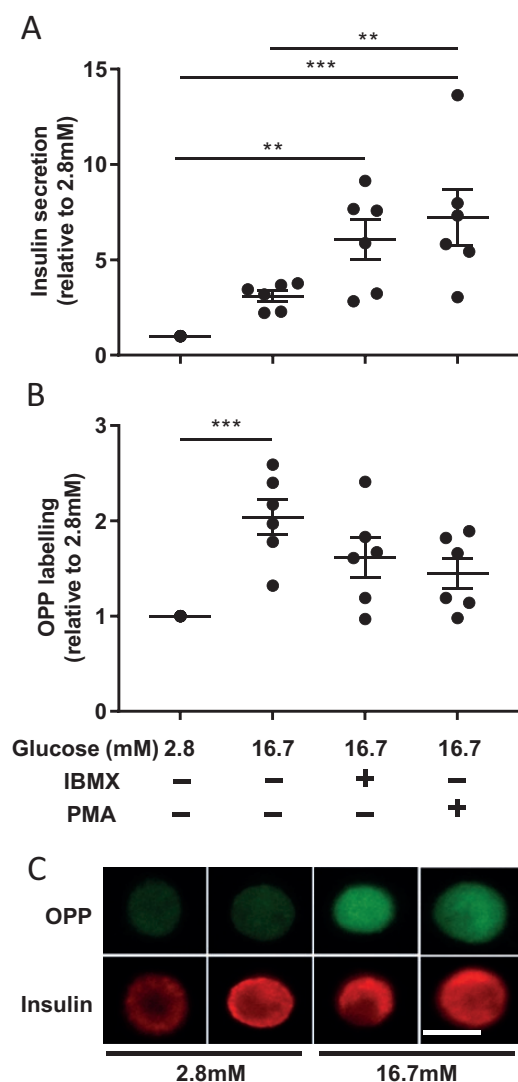 A
**
***
**
15
10
5
0
Insulin secretion
(relative to 2.8mM)
B
***
3
2
1
0
OPP labelling
(relative to 2.8mM)
Glucose (mM) 2.8 16.7 16.7 16.7
IBMX − − + −
PMA − − − +
C
OPP
Insulin
2.8mM 16.7mM